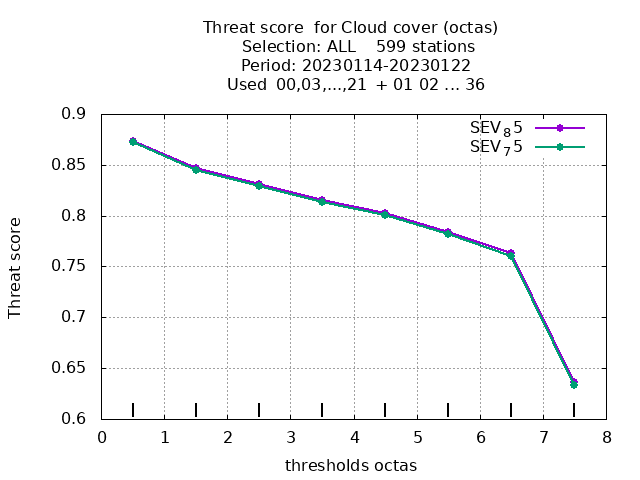 Threat score  for Cloud cover (octas)
Selection: ALL    599 stations
Period: 20230114-20230122
Used  00,03,...,21  + 01 02 ... 36
0.9
SEV₈5
SEV₇5
0.85
0.8
0.75
0.7
0.65
0.6
Threat score
0 1 2 3 4 5 6 7 8
thresholds octas